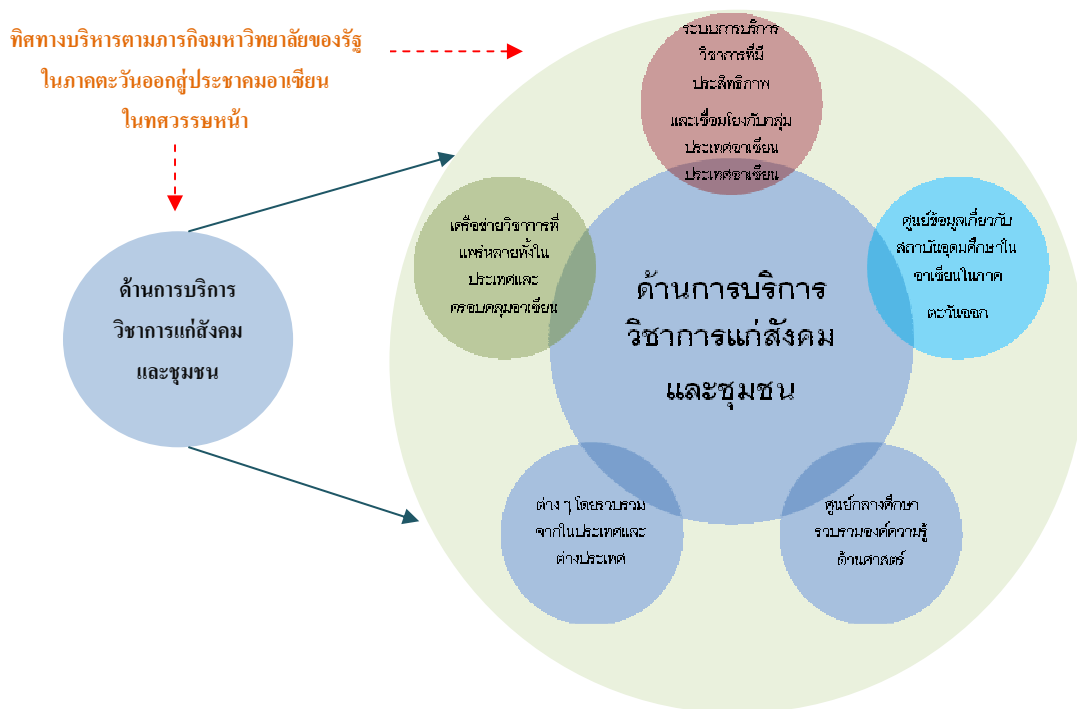 ทิศทางบริหารตามภารกิจมหาวิทยาลัยของรัฐ
ในภาคตะวันออกสู่ประชาคมอาเซียน
ในทศวรรษหน้า
ด้านการบริการ
วิชาการแก่สังคม
และชุมชน
ระบบการบริการ
วิชาการที่มี
ประสิทธิภาพ
และเชื่อมโยงกับกลุ่ม
ประเทศอาเซียน
ประเทศอาเซียน
เครือข่ายวิชาการที่
แพร่หลายทั้งใน
ประเทศและ
ครอบคลุมอาเซียน
ศูนย์ข้อมูลเกี่ยวกับ
สถาบันอุดมศึกษาใน
อาเซียนในภาค
ตะวันออก
ด้านการบริการ
วิชาการแก่สังคม
และชุมชน
ต่าง ๆ โดยรวบรวม
จากในประเทศและ
ต่างประเทศ
ศูนย์กลางศึกษา
รวบรวมองค์ความรู้
ด้านศาสตร์